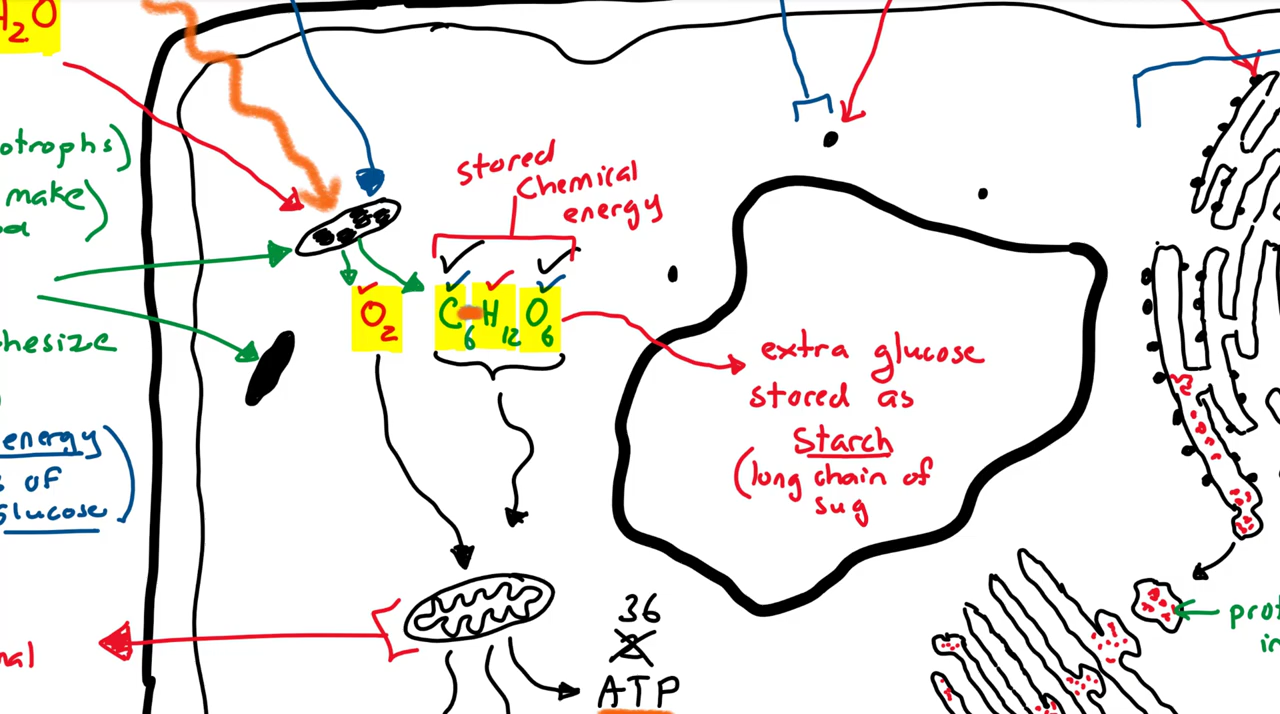 H2O
otrophs)
make)
hesize
energy
s of
Glucose
nal
stored
Chemical
energy
O2
C6H12O6
extra glucose
stored as
Starch
(long chain of
sug
36
ATP
prot
in